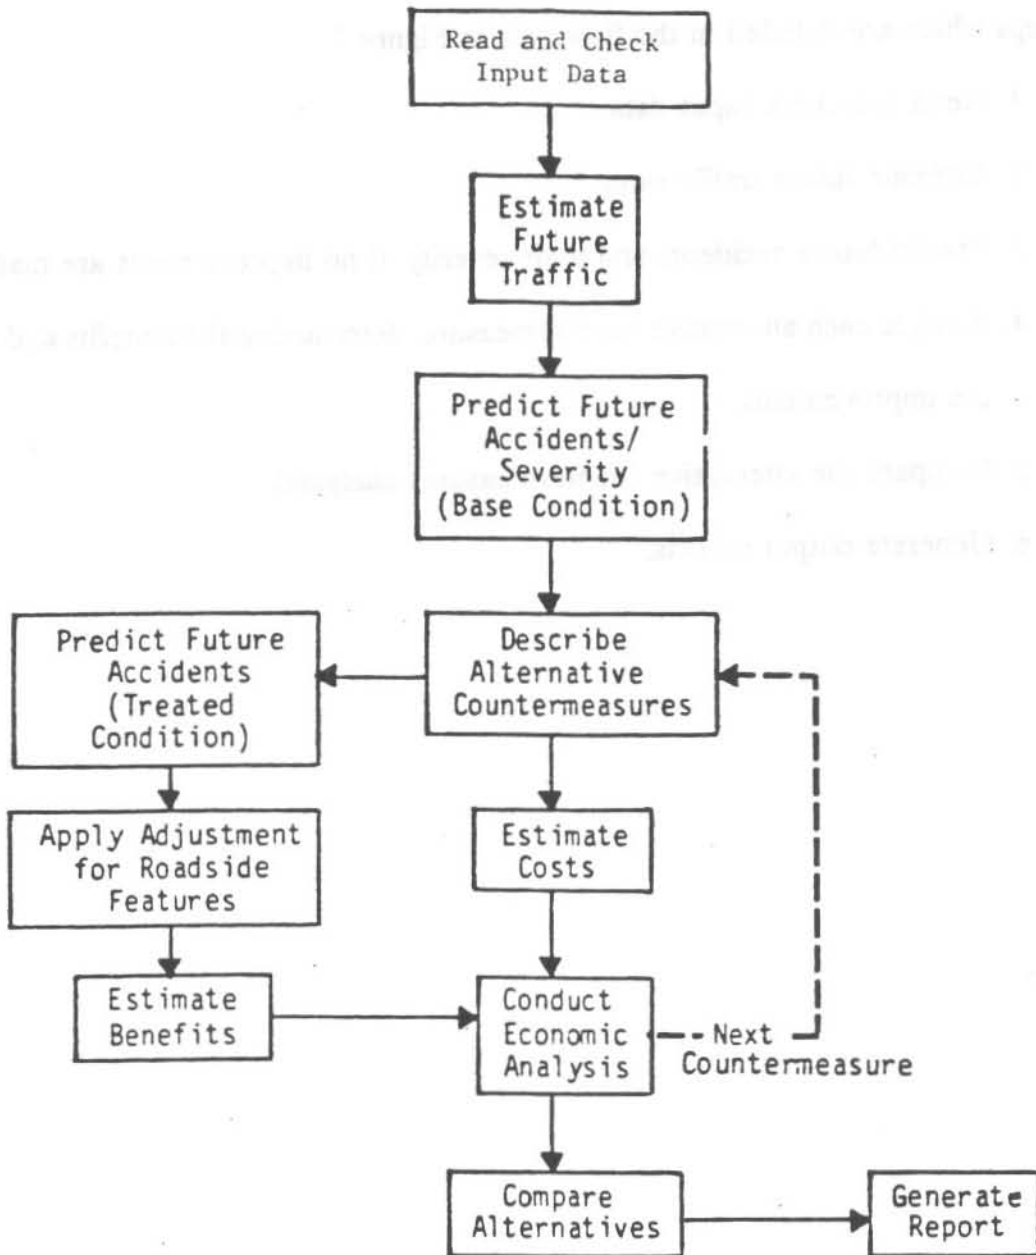 Read and Check
Input Data
Estimate
Future
Traffic
Predict Future
Accidents/
Severity
(Base Condition)
Describe
Alternative
Countermeasures
Predict Future
Accidents
(Treated
Condition)
Apply Adjustment
for Roadside
Features
Estimate
Benefits
Estimate
Costs
Conduct
Economic
Analysis
Next
Countermeasure
Compare
Alternatives
Generate
Report